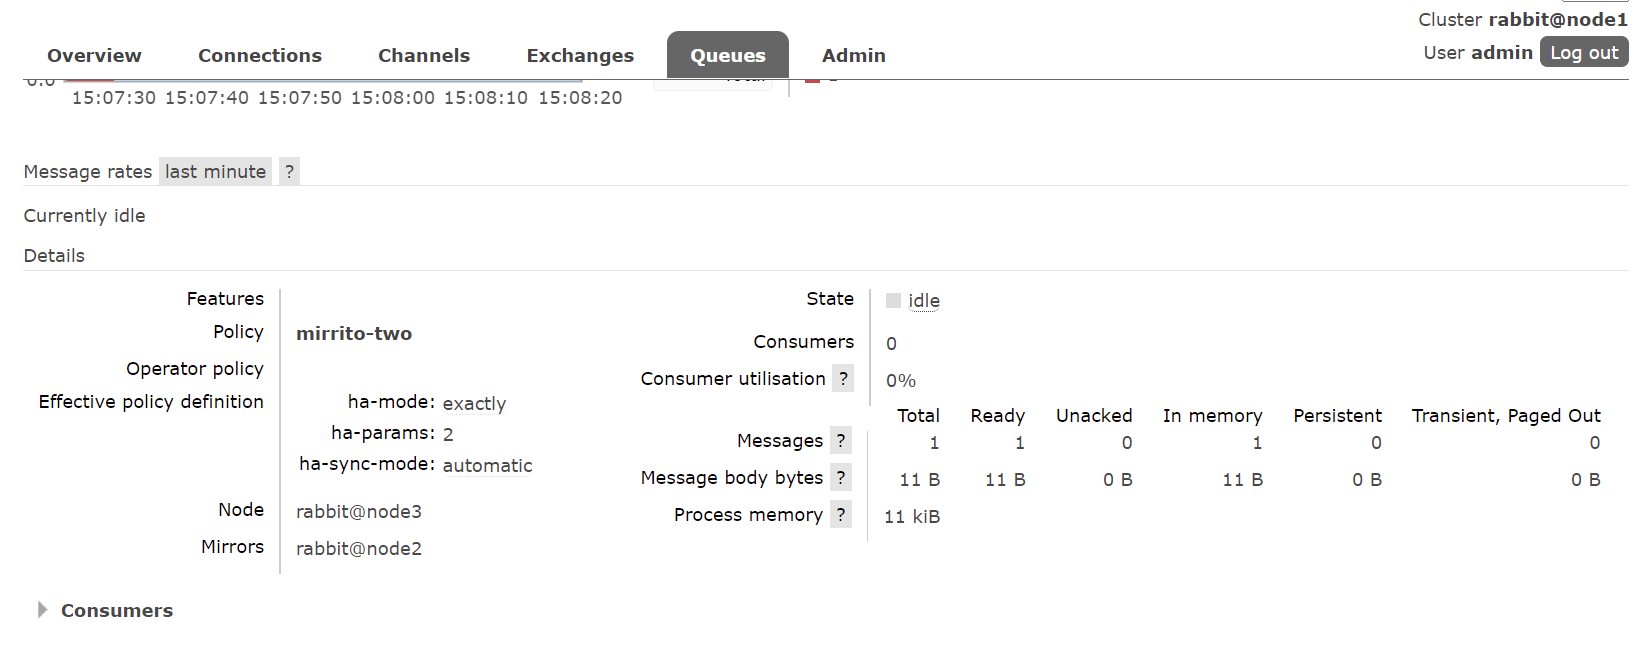 Cluster rabbit@node1
User admin Log out
Overview Connections Channels Exchanges Queues Admin
0.0
15:07:30 15:07:40 15:07:50 15:08:00 15:08:10 15:08:20
Message rates last minute ?
Currently idle
Details
Features
Policy mirrito-two
Operator policy
Effective policy definition ha-mode: exactly
ha-params: 2
ha-sync-mode: automatic
Node rabbit@node3
Mirrors rabbit@node2
State idle
Consumers 0
Consumer utilisation ? 0%
Total Ready Unacked In memory Persistent Transient, Paged Out
Messages ? 1 1 0 1 0 0
Message body bytes ? 11 B 11 B 0 B 11 B 0 B 0 B
Process memory ? 11 kiB
Consumers